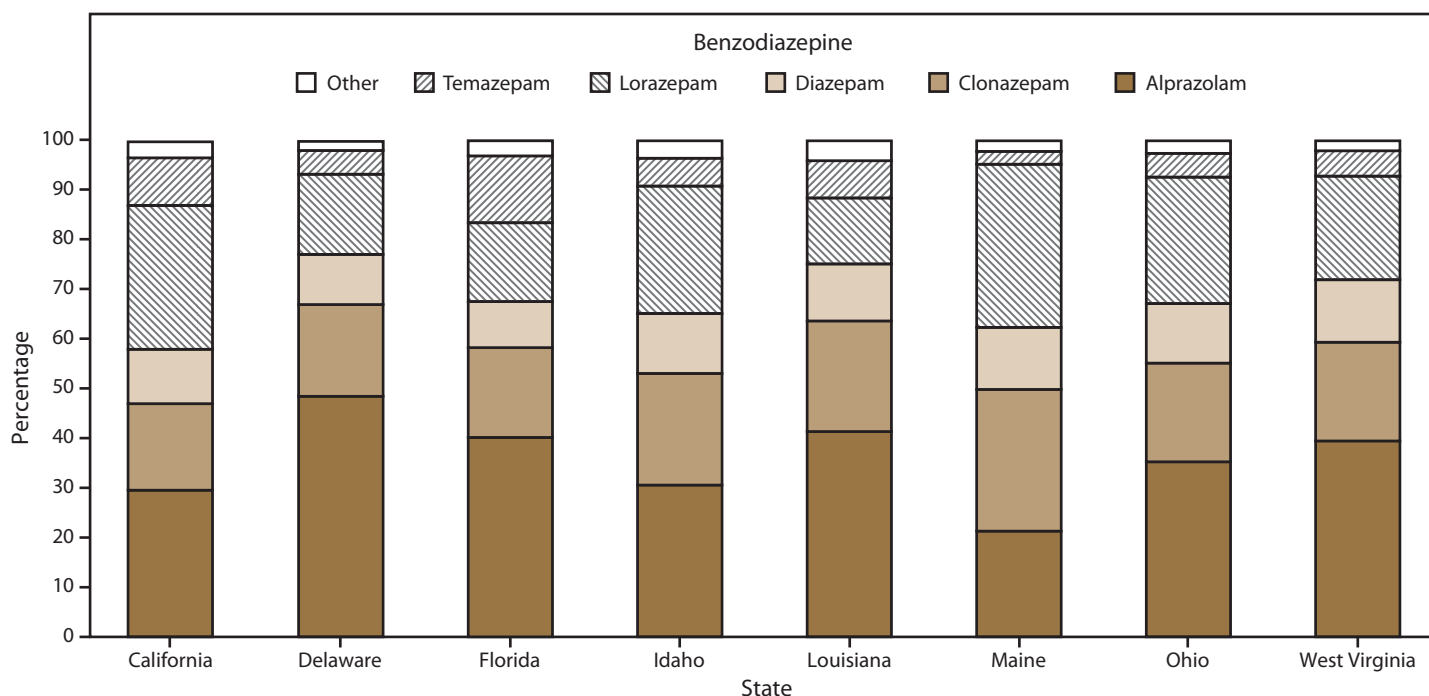 Benzodiazepine
Other Temazepam Lorazepam Diazepam Clonazepam Alprazolam
100
90
80
70
60
50
40
30
20
10
0
Percentage
California Delaware Florida Idaho Louisiana Maine Ohio West Virginia
State